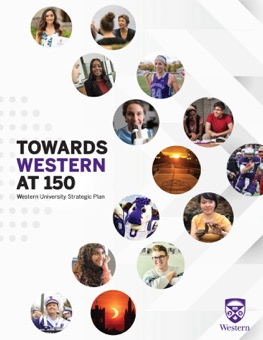 TOWARDS
WESTERN
AT 150
Western University Strategic Plan
Western